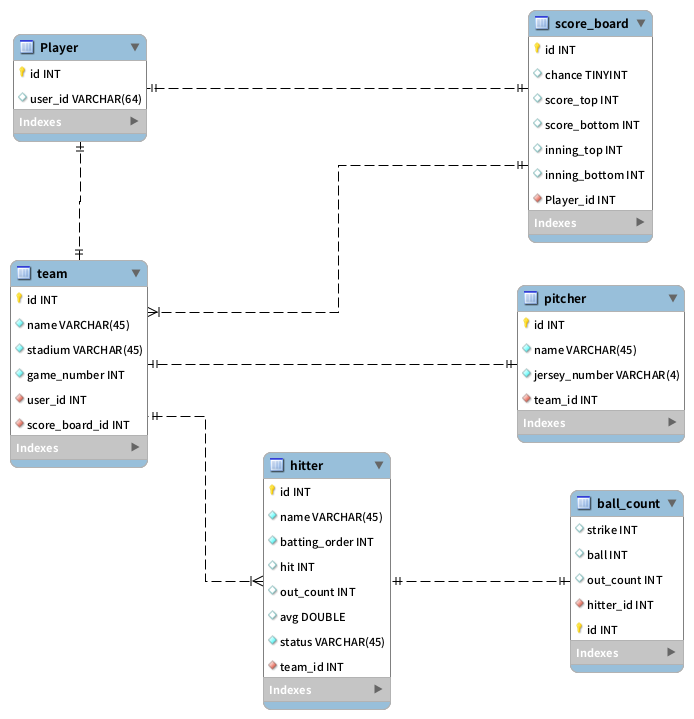 Player
id INT
user_id VARCHAR(64)
Indexes
score_board
id INT
chance TINYINT
score_top INT
score_bottom INT
inning_top INT
inning_bottom INT
Player_id INT
Indexes
team
id INT
name VARCHAR(45)
stadium VARCHAR(45)
game_number INT
user_id INT
score_board_id INT
Indexes
pitcher
id INT
name VARCHAR(45)
jersey_number VARCHAR(4)
team_id INT
Indexes
hitter
id INT
name VARCHAR(45)
batting_order INT
hit INT
out_count INT
avg DOUBLE
status VARCHAR(45)
team_id INT
Indexes
ball_count
strike INT
ball INT
out_count INT
hitter_id INT
id INT
Indexes